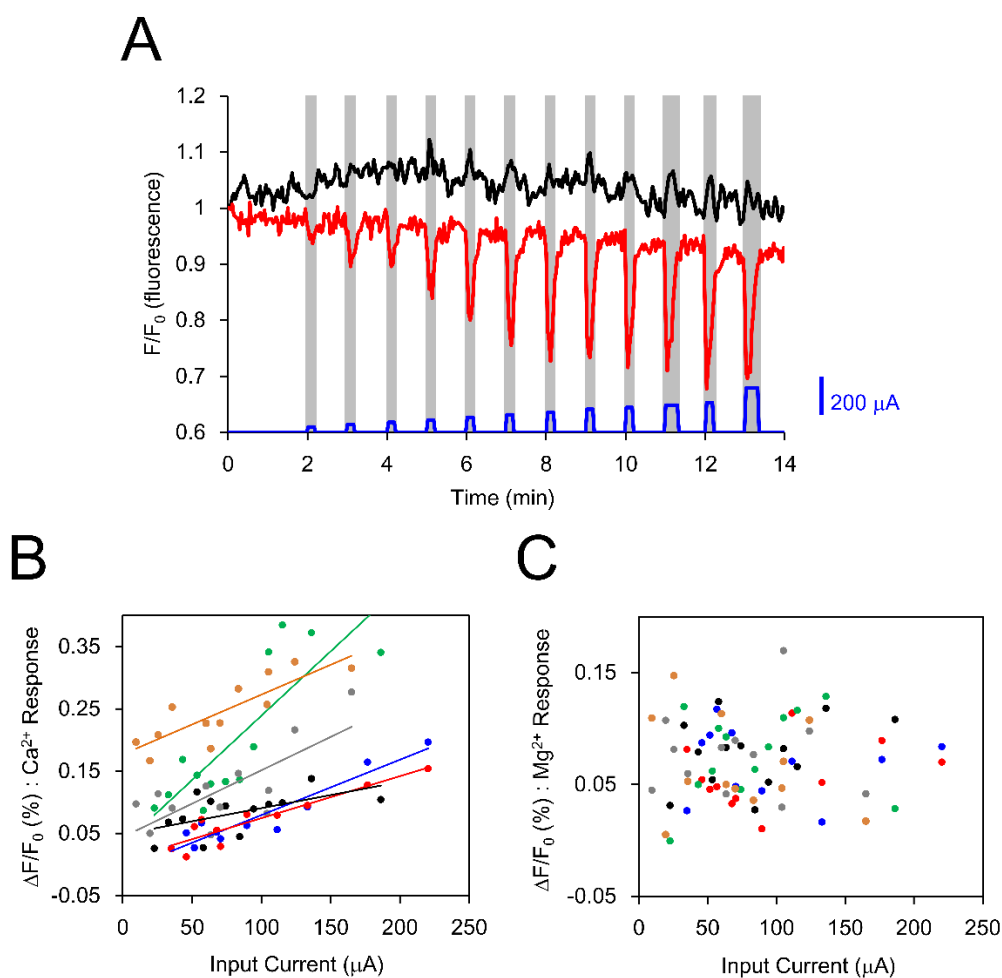 A
1.2
1.1
1
0.9
0.8
0.7
0.6
F/F₀ (fluorescence)
0 2 4 6 8 10 12 14
Time (min)
200 µA
B
0.35
0.25
0.15
0.05
-0.05
ΔF/F₀ (%) : Ca²⁺ Response
0 50 100 150 200 250
Input Current (µA)
C
0.15
0.05
-0.05
ΔF/F₀ (%) : Mg²⁺ Response
0 50 100 150 200 250
Input Current (µA)